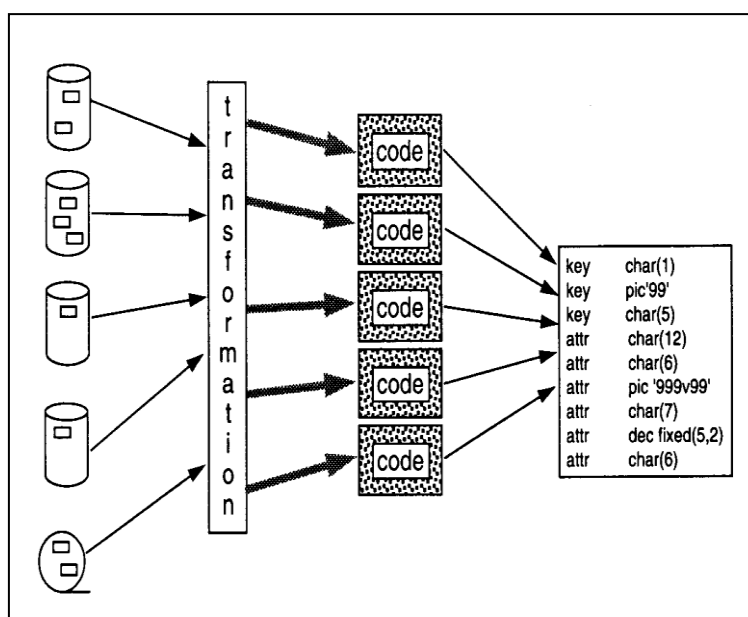 transformation
code
code
code
code
code
key char(1)
key pic'99'
key char(5)
attr char(12)
attr char(6)
attr pic '999v99'
attr char(7)
attr dec fixed(5,2)
attr char(6)